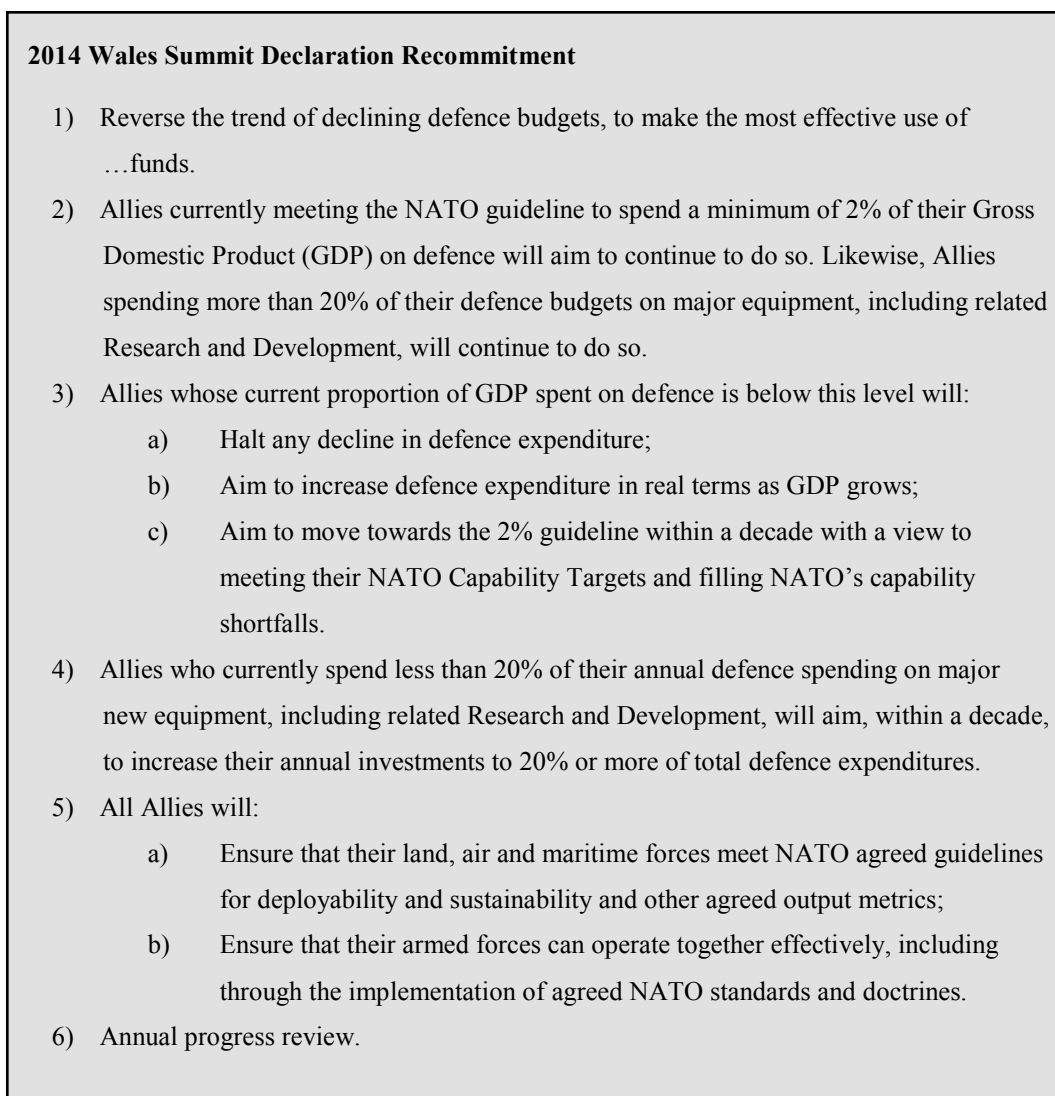 2014 Wales Summit Declaration Recommitment
1) Reverse the trend of declining defence budgets, to make the most effective use of
…funds.
2) Allies currently meeting the NATO guideline to spend a minimum of 2% of their Gross
Domestic Product (GDP) on defence will aim to continue to do so. Likewise, Allies
spending more than 20% of their defence budgets on major equipment, including related
Research and Development, will continue to do so.
3) Allies whose current proportion of GDP spent on defence is below this level will:
a) Halt any decline in defence expenditure;
b) Aim to increase defence expenditure in real terms as GDP grows;
c) Aim to move towards the 2% guideline within a decade with a view to
meeting their NATO Capability Targets and filling NATO’s capability
shortfalls.
4) Allies who currently spend less than 20% of their annual defence spending on major
new equipment, including related Research and Development, will aim, within a decade,
to increase their annual investments to 20% or more of total defence expenditures.
5) All Allies will:
a) Ensure that their land, air and maritime forces meet NATO agreed guidelines
for deployability and sustainability and other agreed output metrics;
b) Ensure that their armed forces can operate together effectively, including
through the implementation of agreed NATO standards and doctrines.
6) Annual progress review.